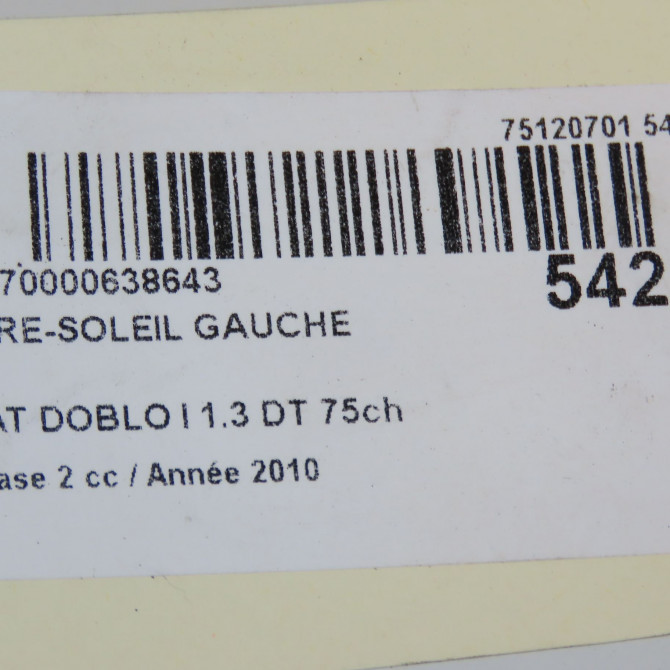 75120701 54
70000638643
542
RE-SOLEIL GAUCHE
AT DOBLO I 1.3 DT 75ch
ase 2 cc / Année 2010